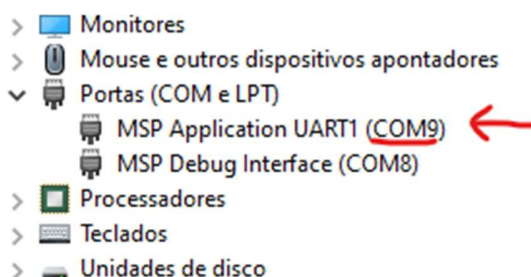 Monitores
Mouse e outros dispositivos apontadores
Portas (COM e LPT)
MSP Application UART1 (COM9)
MSP Debug Interface (COM8)
Processadores
Teclados
Unidades de disco